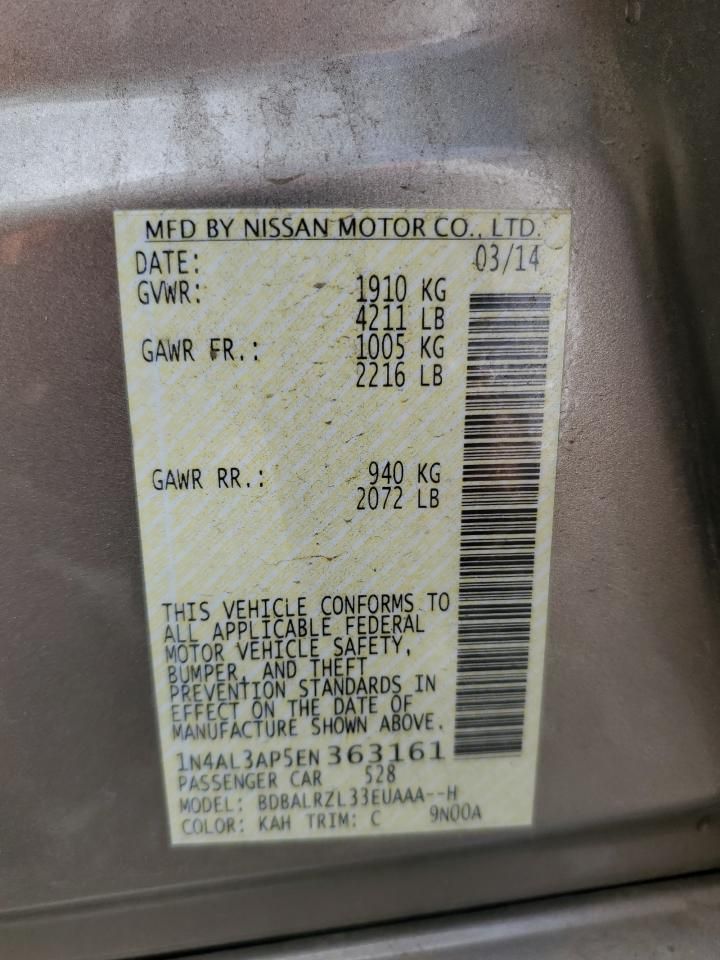 MFD BY NISSAN MOTOR CO., LTD.
DATE: 03/14
GVWR: 1910 KG
4211 LB
GAWR FR.: 1005 KG
2216 LB
GAWR RR.: 940 KG
2072 LB
THIS VEHICLE CONFORMS TO
ALL APPLICABLE FEDERAL
MOTOR VEHICLE SAFETY,
BUMPER, AND THEFT
PREVENTION STANDARDS IN
EFFECT ON THE DATE OF
MANUFACTURE SHOWN ABOVE.
1N4AL3AP5EN363161
PASSENGER CAR 528
MODEL: BDBALRZL33EUAAA--H
COLOR: KAH TRIM: C 9N00A